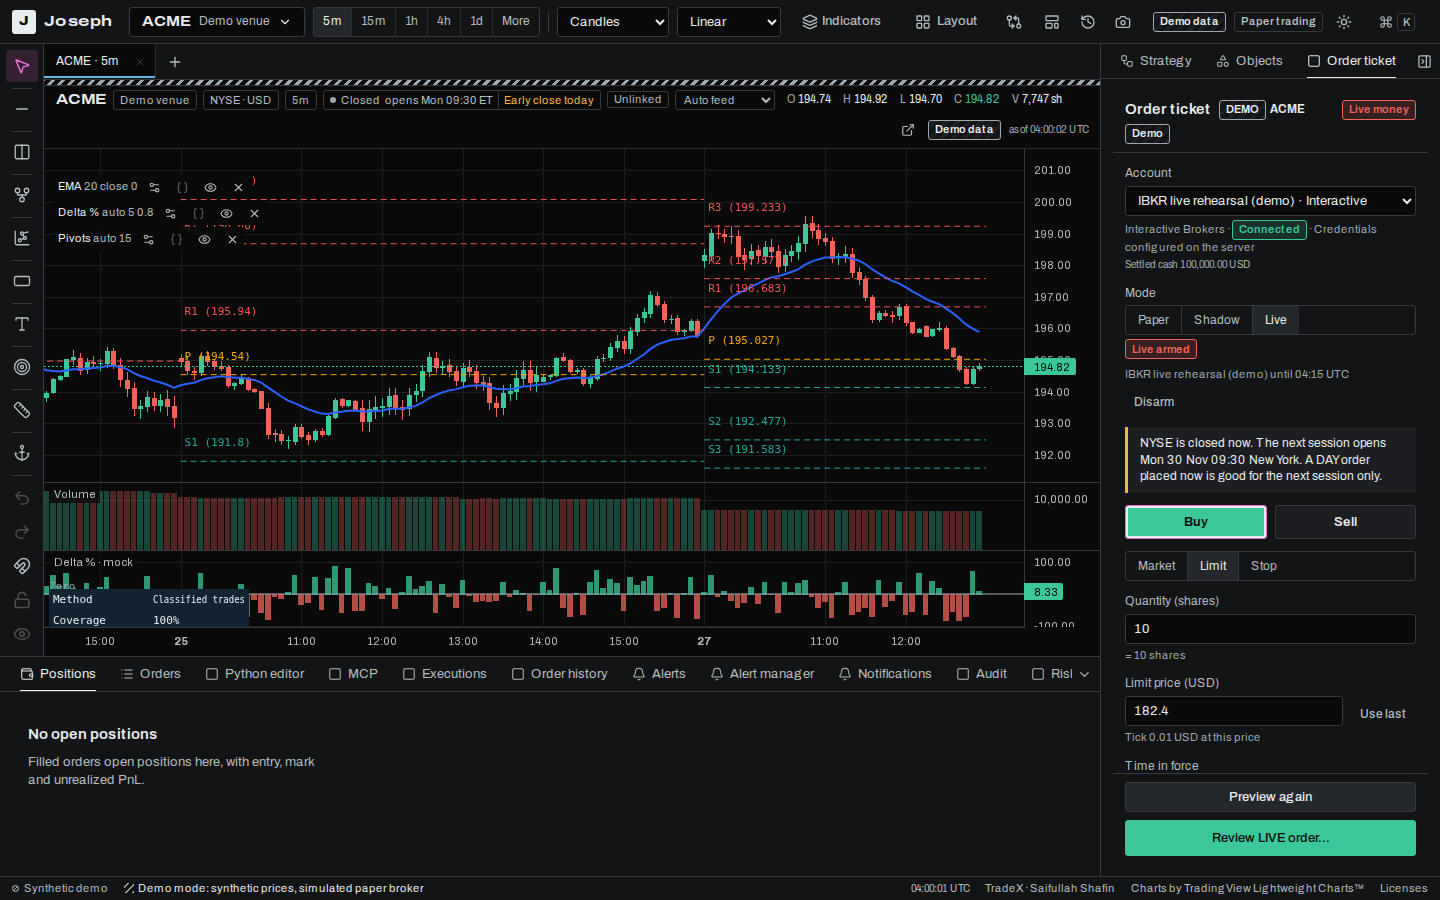 J Joseph ACME Demo venue 5m 15m 1h 4h 1d More Candles Linear Indicators Layout Demo data Paper trading ⌘ K
ACME · 5m × +
Strategy Objects Order ticket
ACME Demo venue NYSE·USD 5m Closed opens Mon 09:30 ET Early close today Unlinked Auto feed O 194.74 H 194.92 L 194.70 C 194.82 V 7,747 sh
Demo data as of 04:00:02 UTC
EMA 20 close 0 { }
Delta % auto 5 0.8 { }
Pivots auto 15 { }
R1 (195.94)
P (194.54)
S1 (191.8)
R3 (199.233)
R1 (196.683)
P (195.027)
S1 (194.133)
S2 (192.477)
S3 (191.583)
201.00
200.00
199.00
198.00
197.00
196.00
194.82
194.00
193.00
192.00
Volume
10,000.00
Delta % · mock
100.00
Zero
8.33
Method Classified trades
Coverage 100%
-100.00
15:00 25 11:00 12:00 13:00 14:00 15:00 27 11:00 12:00
Positions Orders Python editor MCP Executions Order history Alerts Alert manager Notifications Audit
No open positions
Filled orders open positions here, with entry, mark
and unrealized PnL.
Order ticket DEMO ACME Live money
Demo
Account
IBKR live rehearsal (demo) · Interactive
Interactive Brokers · Connected · Credentials
configured on the server
Settled cash 100,000.00 USD
Mode
Paper Shadow Live
Live armed
IBKR live rehearsal (demo) until 04:15 UTC
Disarm
NYSE is closed now. The next session opens
Mon 30 Nov 09:30 New York. A DAY order
placed now is good for the next session only.
Buy Sell
Market Limit Stop
Quantity (shares)
10
= 10 shares
Limit price (USD)
182.4 Use last
Tick 0.01 USD at this price
Time in force
Preview again
Review LIVE order...
Synthetic demo Demo mode: synthetic prices, simulated paper broker 04:00:01 UTC TradeX · Saifullah Shafin Charts by TradingView Lightweight Charts™ Licenses